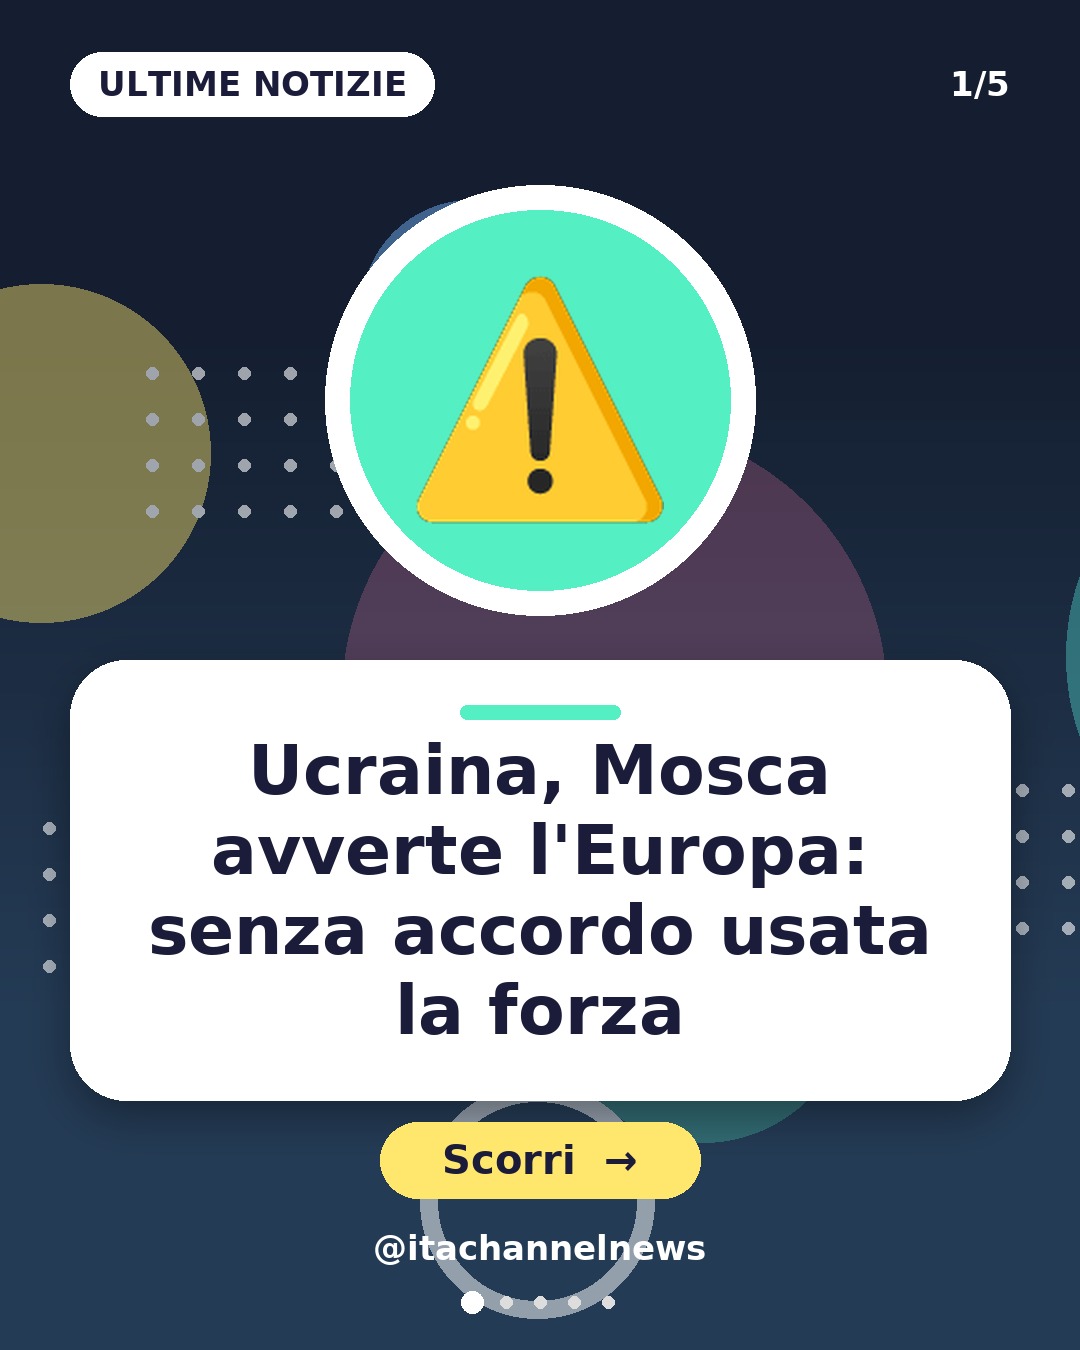 ULTIME NOTIZIE
1/5
Ucraina, Mosca
avverte l'Europa:
senza accordo usata
la forza
Scorri →
@itachannelnews